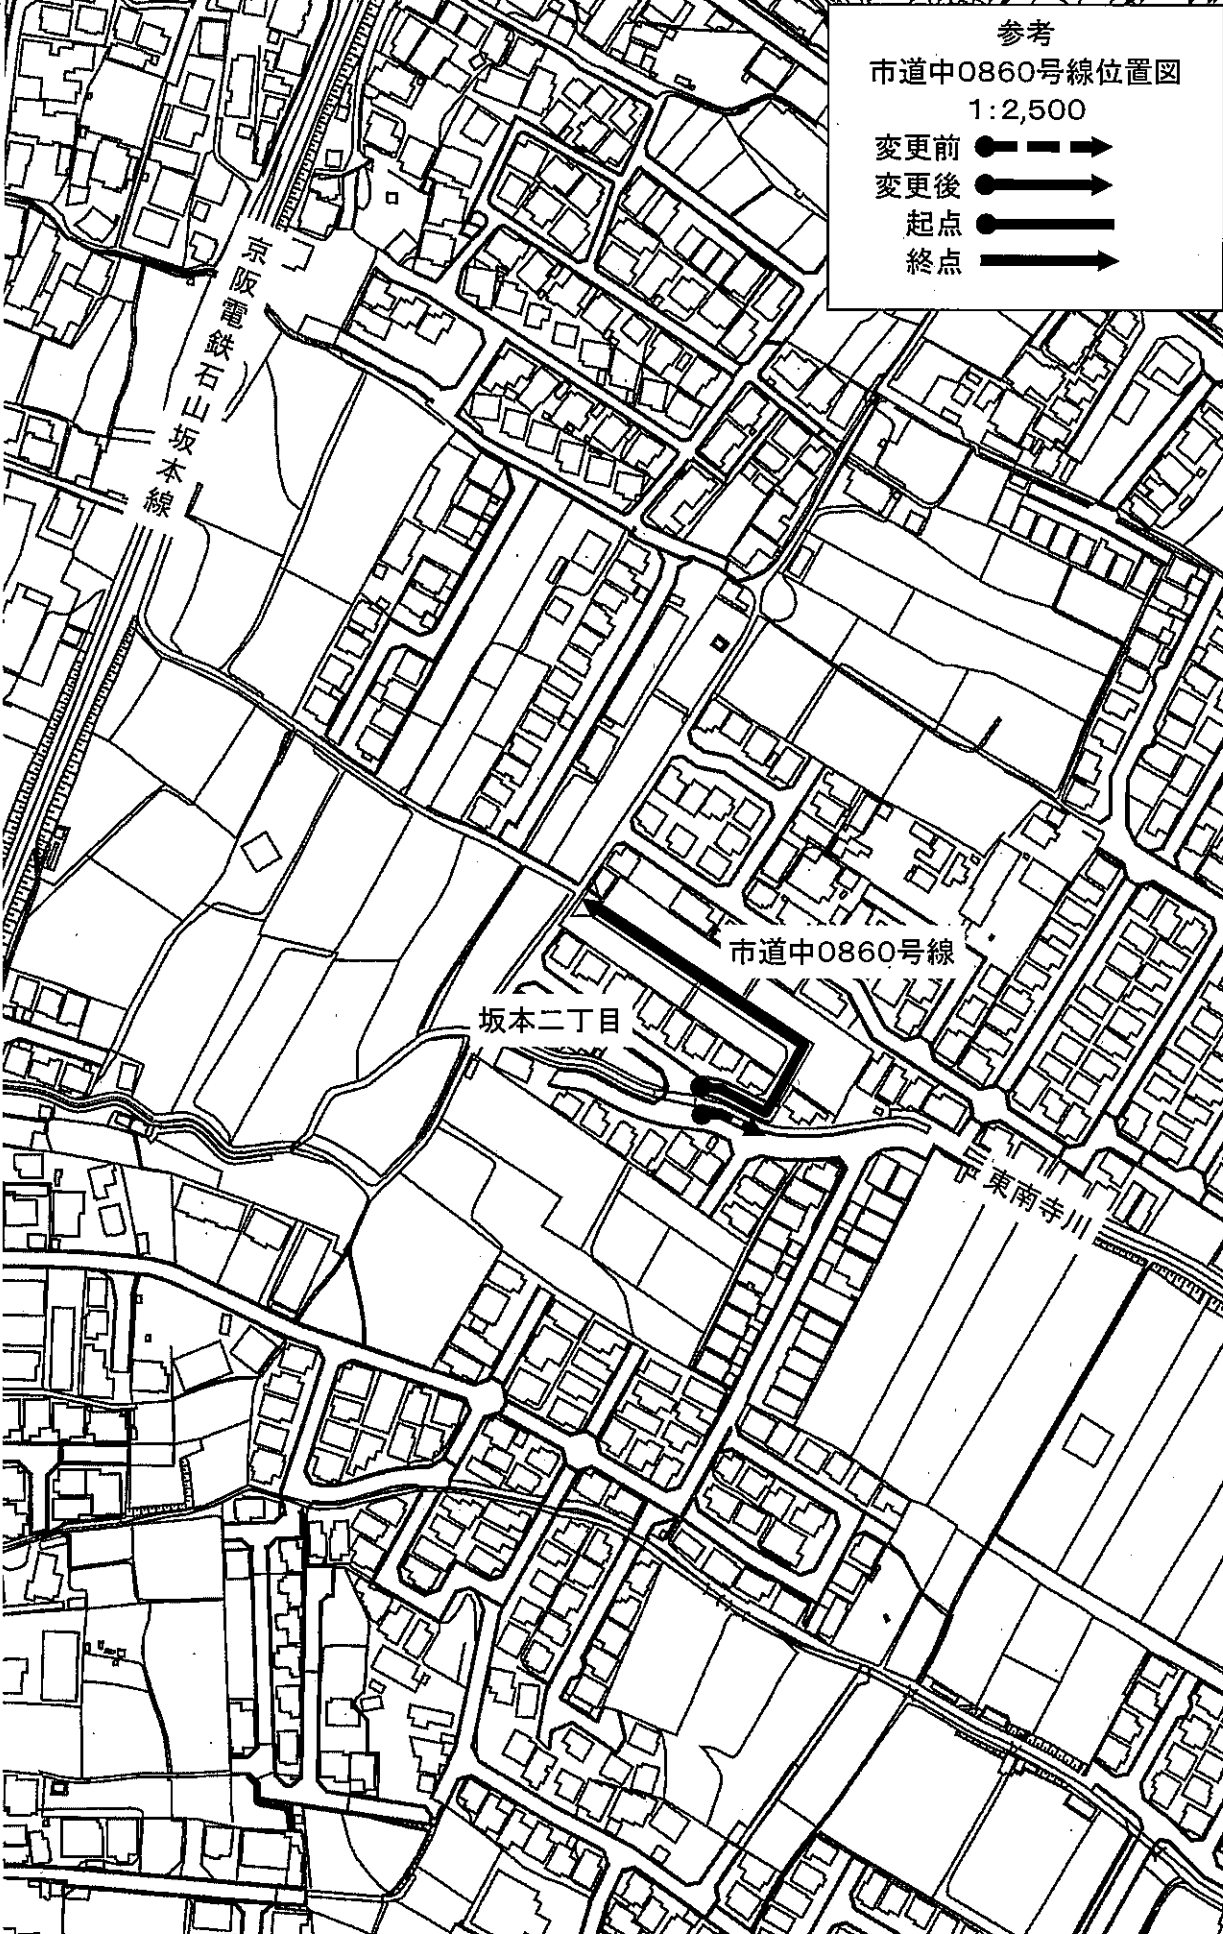 参考
市道中0860号線位置図
1:2,500
変更前
変更後
起点
終点
京阪電鉄石山坂本線
市道中0860号線
坂本二丁目
東南寺川